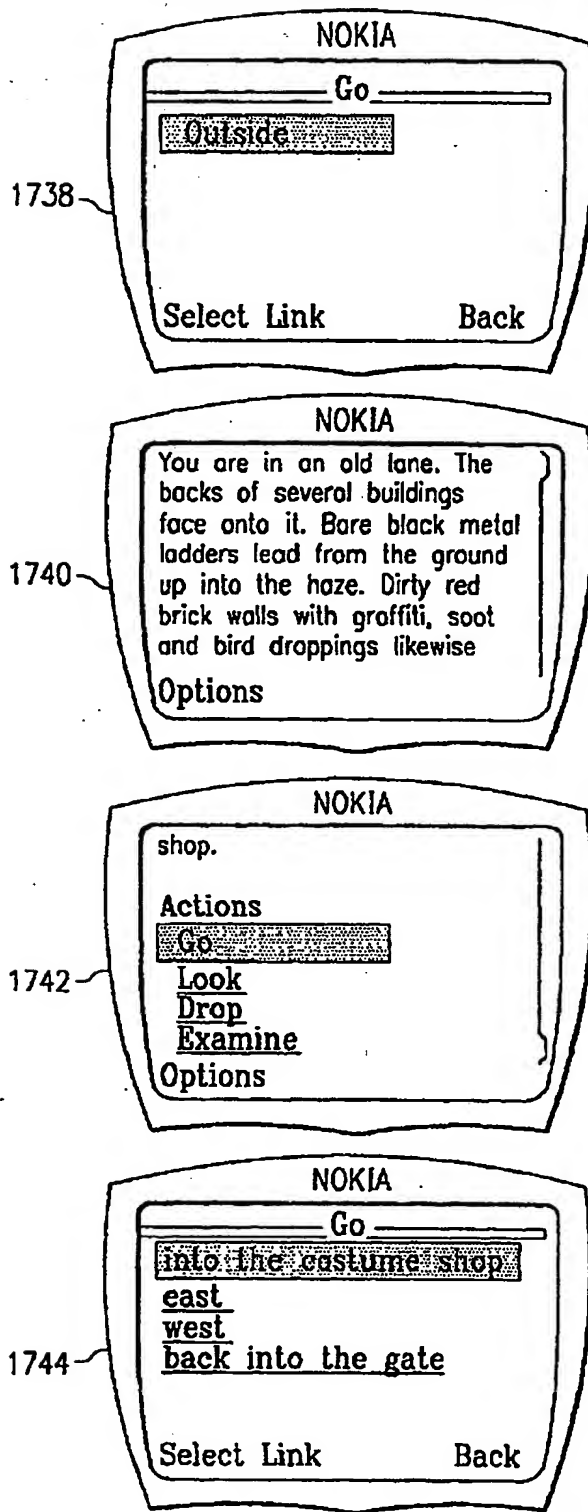 NOKIA
Go
Outside
1738
Select Link Back
NOKIA
You are in an old lane. The
backs of several buildings
face onto it. Bare black metal
ladders lead from the ground
1740
up into the haze. Dirty red
brick walls with graffiti, soot
and bird droppings likewise
Options
NOKIA
shop.
Actions
Go
1742
Look
Drop
Examine
Options
NOKIA
Go
into the costume shop
east
west
1744
back into the gate
Select Link Back